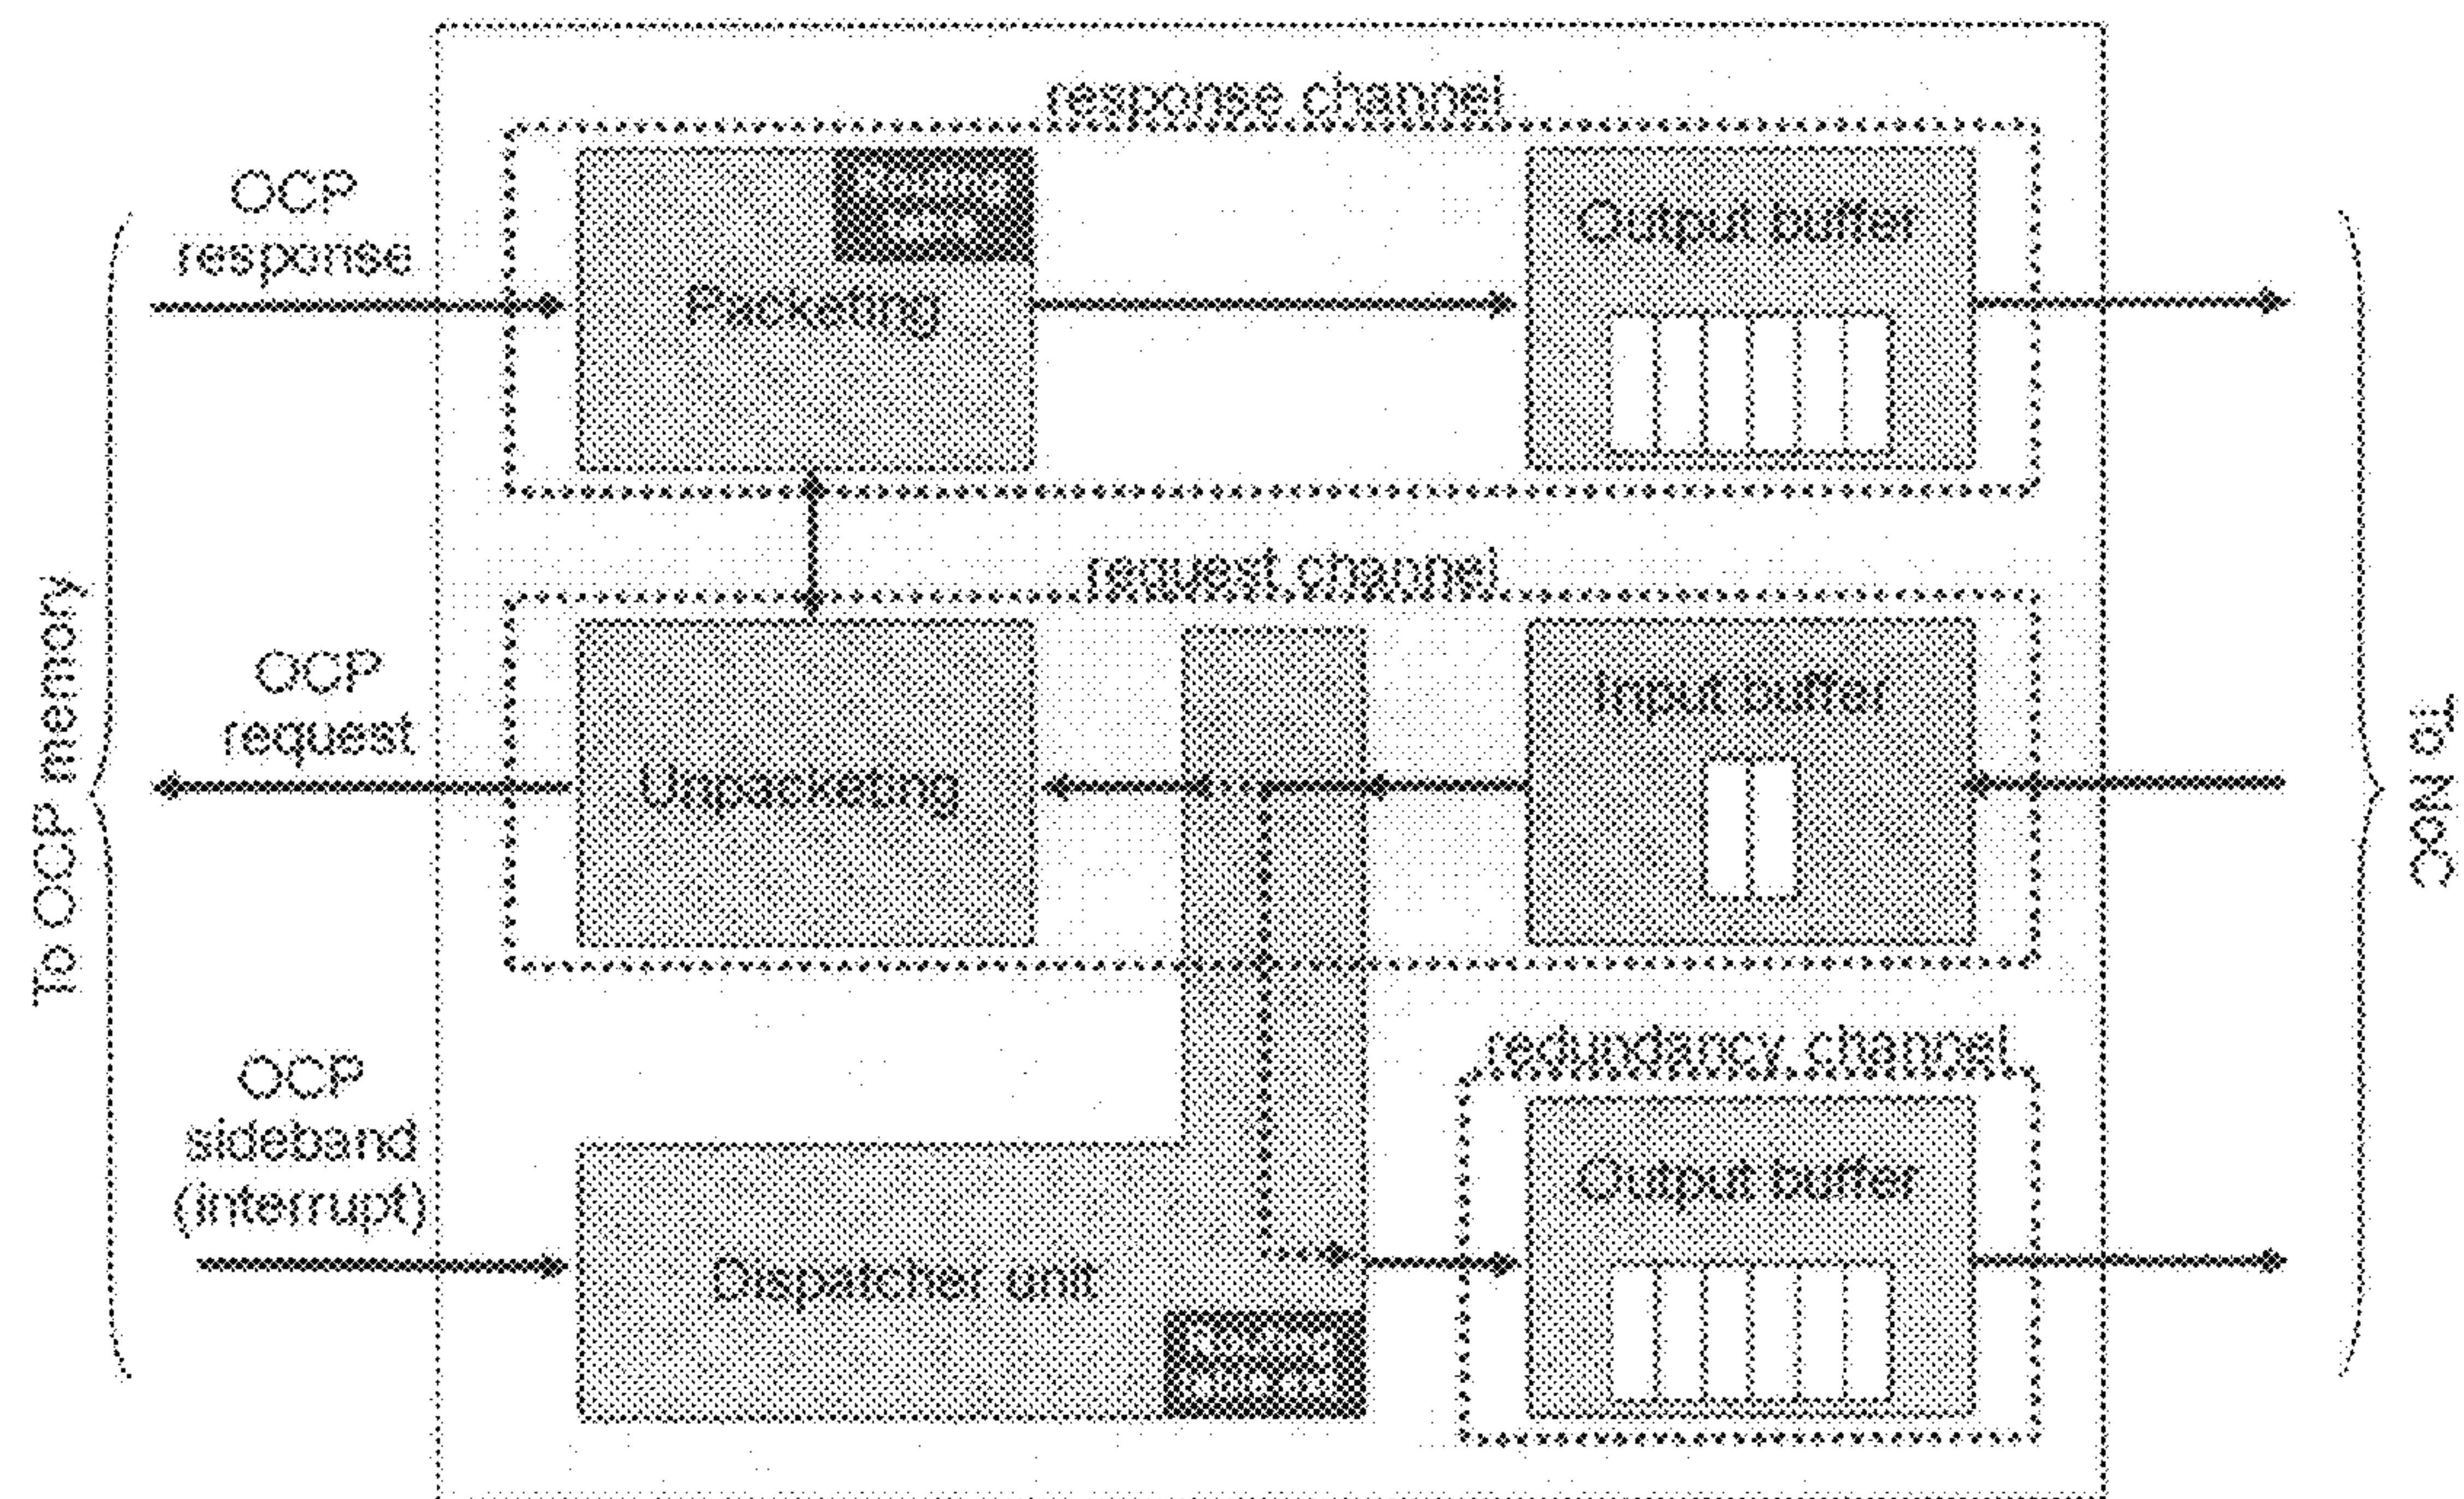 response channel
OCP
response
Packeting
Output buffer
request channel
OCP
request
Unpacketing
Input buffer
To OCP memory
To NoC
redundancy channel
OCP
sideband
(interrupt)
Dispatcher unit
Output buffer